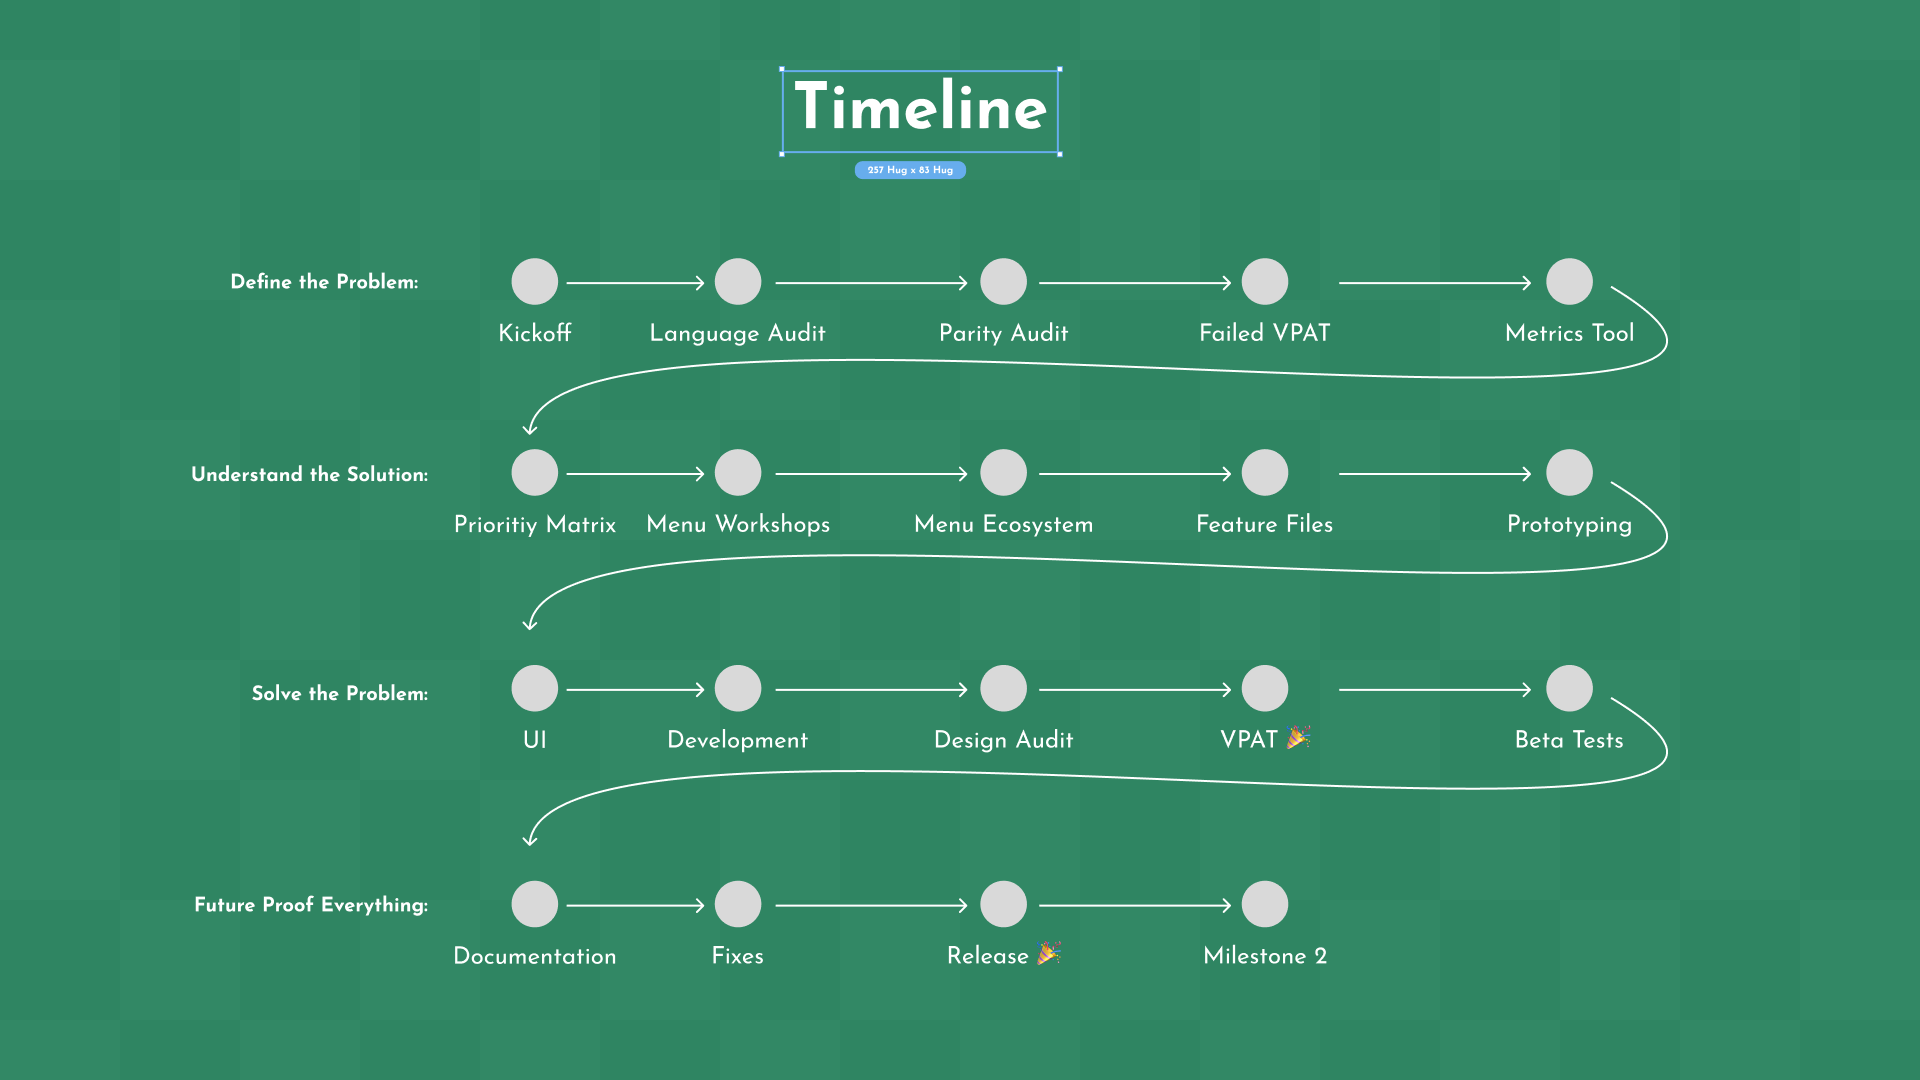 Timeline
257 Hug x 83 Hug
Define the Problem:
Kickoff
Language Audit
Parity Audit
Failed VPAT
Metrics Tool
Understand the Solution:
Prioritiy Matrix
Menu Workshops
Menu Ecosystem
Feature Files
Prototyping
Solve the Problem:
UI
Development
Design Audit
VPAT 🎉
Beta Tests
Future Proof Everything:
Documentation
Fixes
Release 🎉
Milestone 2